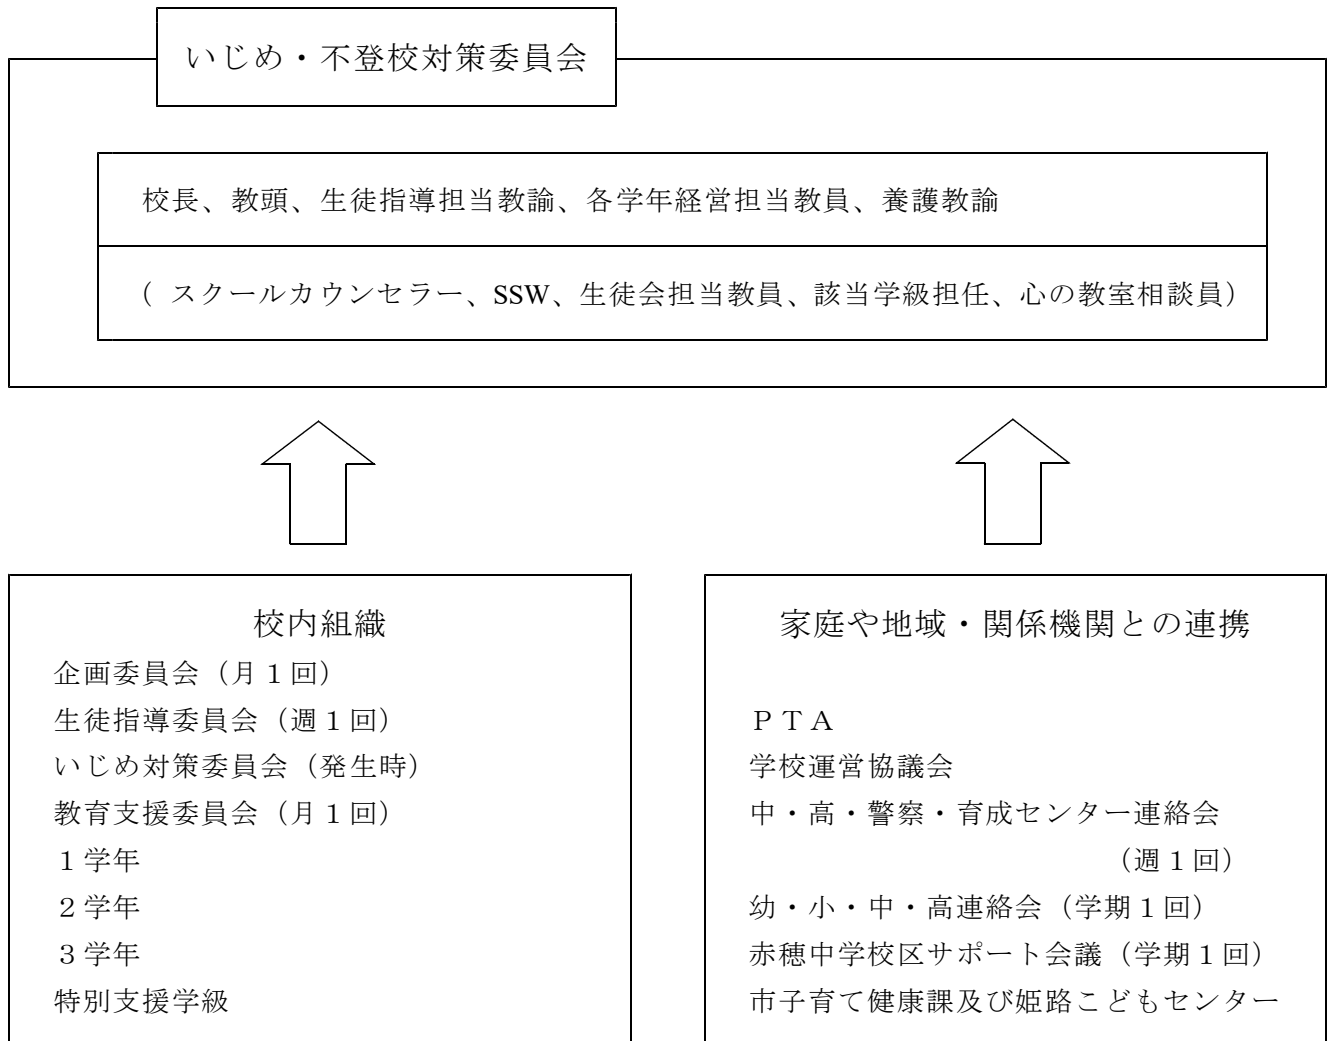 いじめ・不登校対策委員会
校長、教頭、生徒指導担当教諭、各学年経営担当教員、養護教諭
( スクールカウンセラー、SSW、生徒会担当教員、該当学級担任、心の教室相談員)
校内組織
企画委員会（月１回）
生徒指導委員会（週１回）
いじめ対策委員会（発生時）
教育支援委員会（月１回）
１学年
２学年
３学年
特別支援学級
家庭や地域・関係機関との連携
ＰＴＡ
学校運営協議会
中・高・警察・育成センター連絡会
（週１回）
幼・小・中・高連絡会（学期１回）
赤穂中学校区サポート会議（学期１回）
市子育て健康課及び姫路こどもセンター